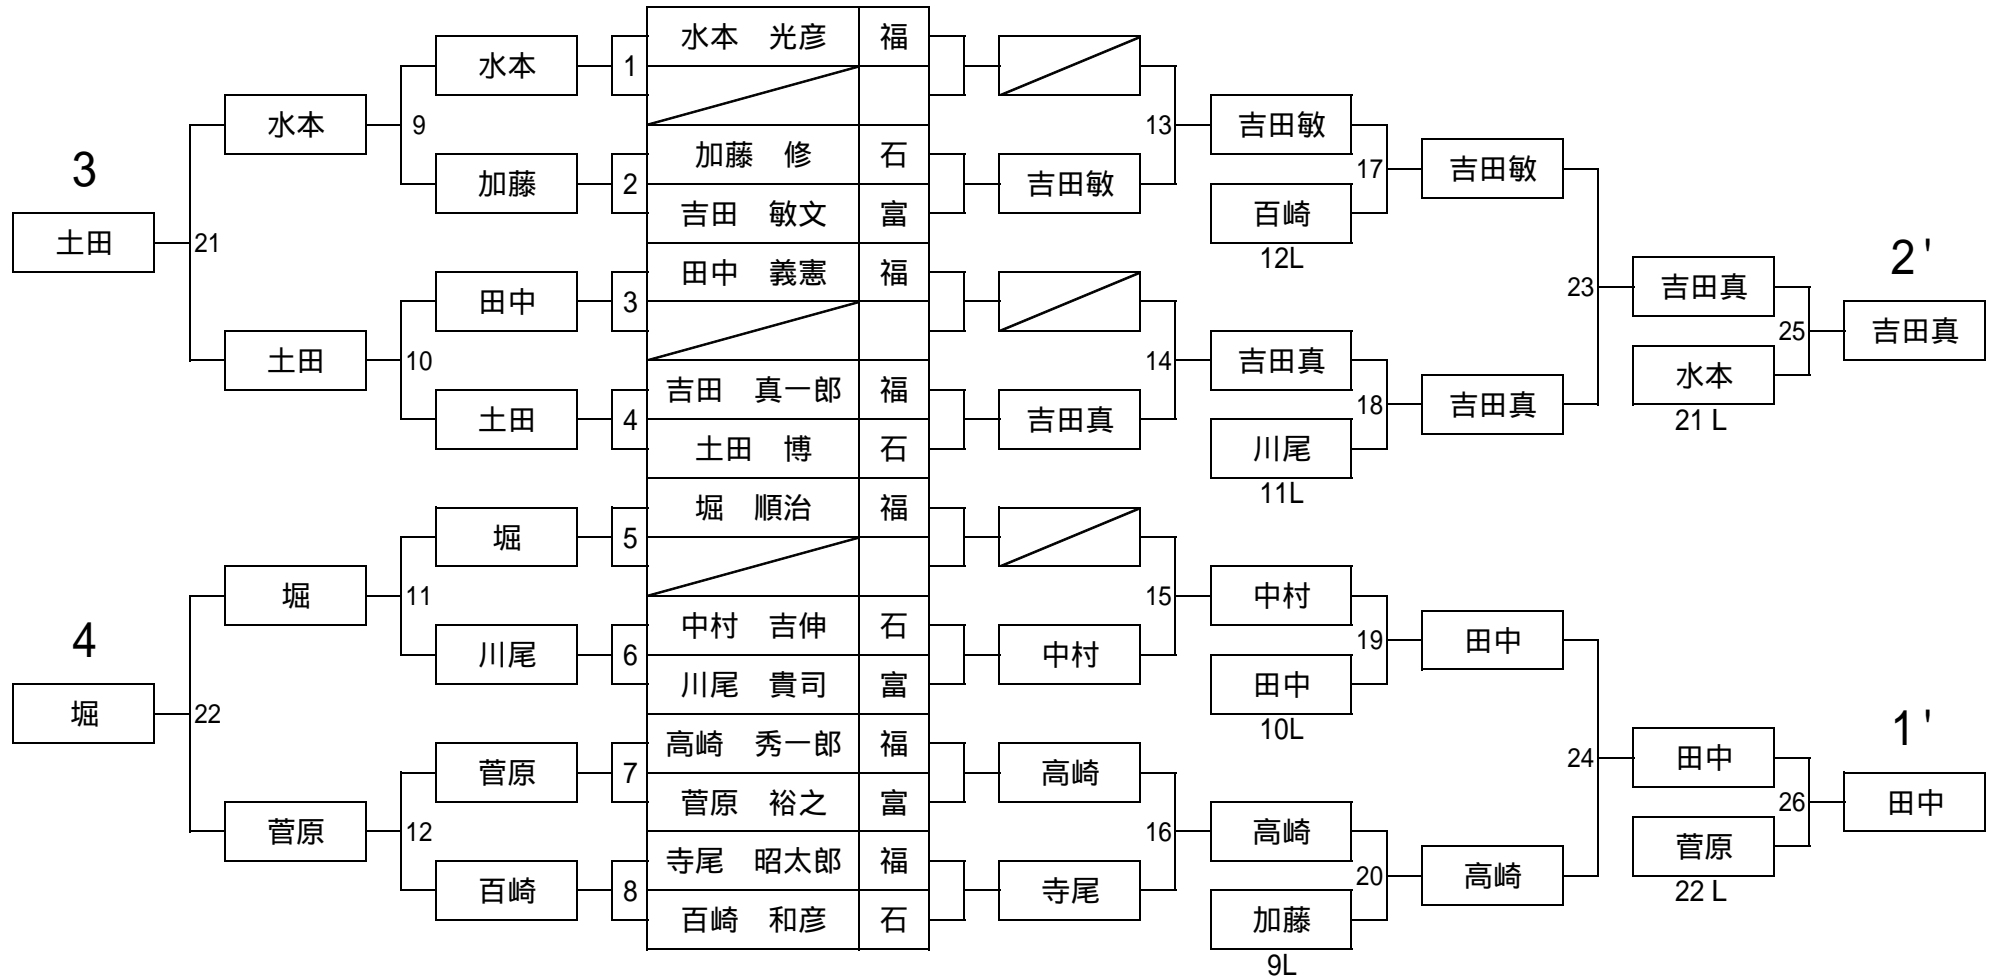 水本　光彦 福
水本
1
水本
9
13
吉田敏
加藤　修 石
3
加藤
2
吉田敏
17
吉田敏
吉田　敏文 富
百崎
土田
21
12L
田中　義憲 福
2'
田中
3
23
吉田真
吉田真
土田
10
14
吉田真
25
水本
吉田　真一郎 福
土田
4
吉田真
18
吉田真
21 L
土田　博 石
川尾
11L
堀　順治 福
堀
5
堀
11
15
中村
4
中村　吉伸 石
川尾
6
中村
19
田中
川尾　貴司 富
田中
堀
22
10L
高崎　秀一郎 福
1'
菅原
7
高崎
24
田中
菅原　裕之 富
26
田中
菅原
12
16
高崎
菅原
寺尾　昭太郎 福
百崎
8
寺尾
20
高崎
22 L
百崎　和彦 石
加藤
9L